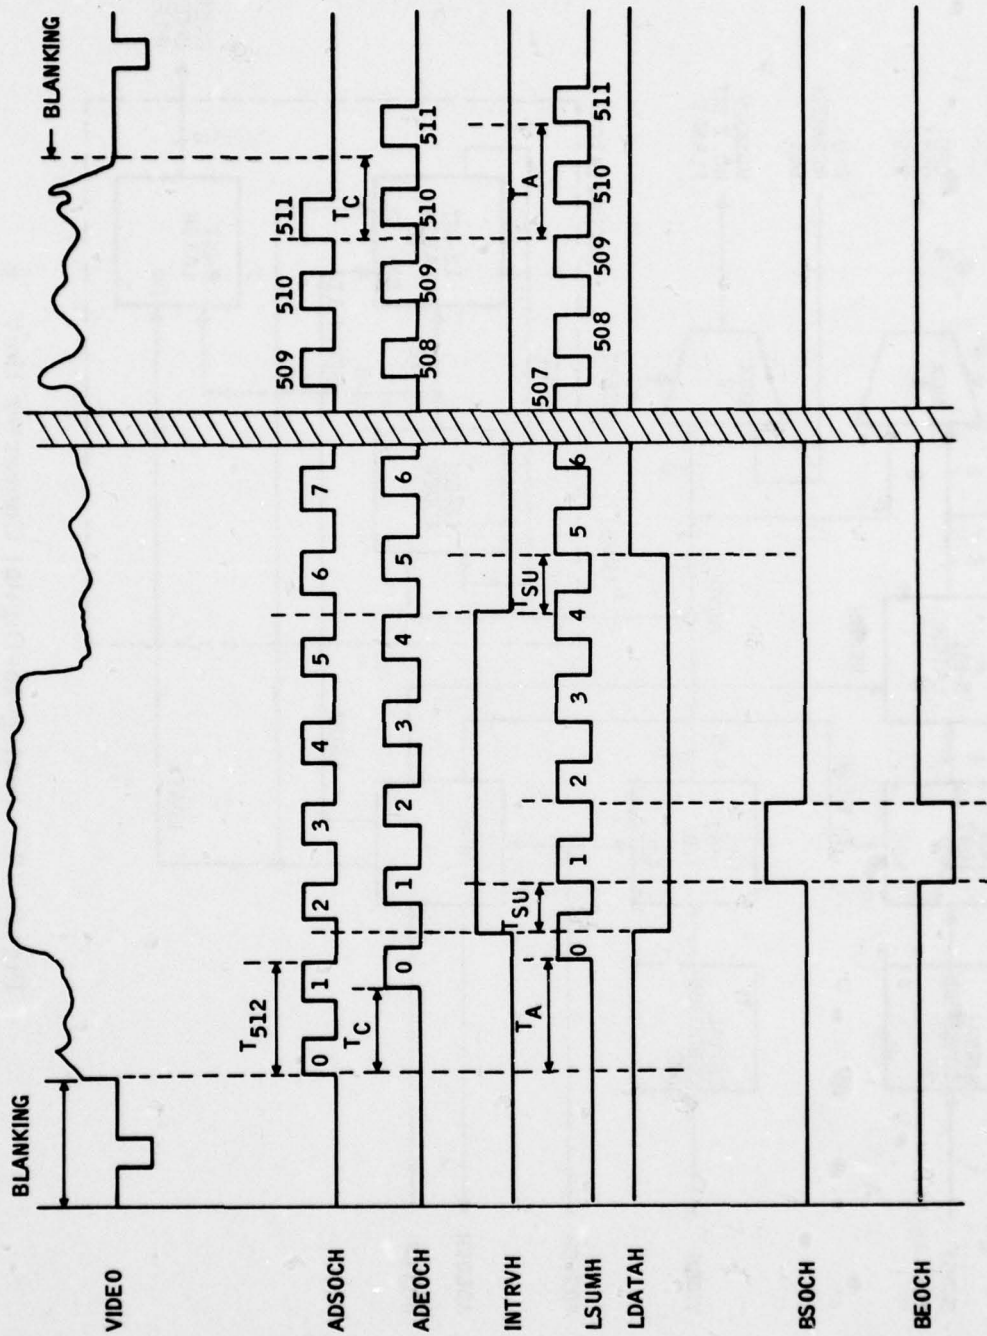 BLANKING
BLANKING
VIDEO
T512
ADSOCH
0 1 2 3 4 5 6 7 509 510 511
TC
TC
ADEOCH
0 1 2 3 4 5 6 508 509 510 511
INTRVH
TSU
TSU
TA
TA
LSUMH
0 1 2 3 4 5 6 507 508 509 510 511
LDATAH
BSOCH
BEOCH